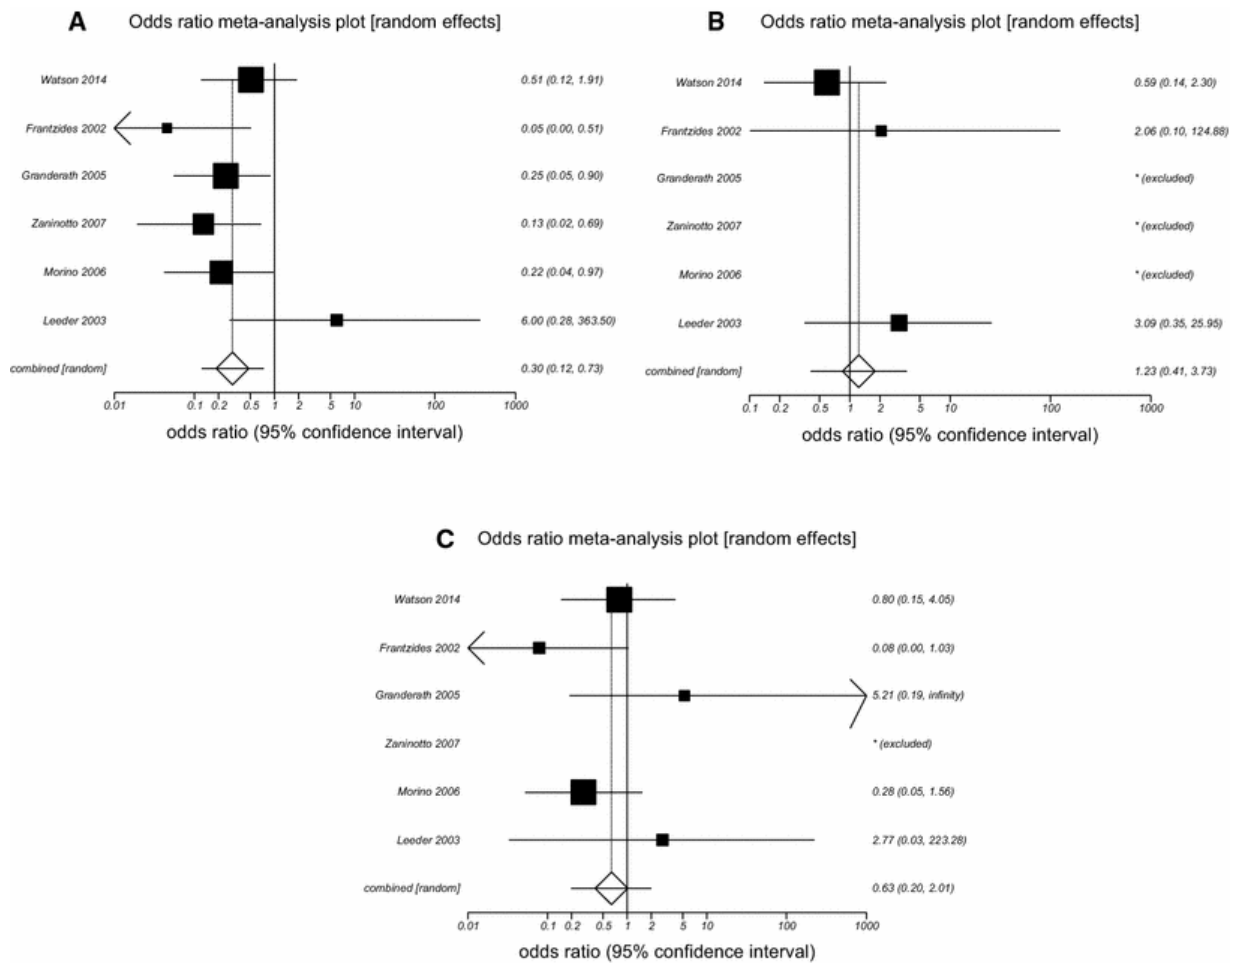 A Odds ratio meta-analysis plot [random effects]
Watson 2014 0.51 (0.12, 1.91)
Frantzides 2002 0.05 (0.00, 0.51)
Granderath 2005 0.25 (0.05, 0.90)
Zaninotto 2007 0.13 (0.02, 0.69)
Morino 2006 0.22 (0.04, 0.97)
Leeder 2003 6.00 (0.28, 363.50)
combined [random] 0.30 (0.12, 0.73)
0.01 0.1 0.2 0.5 1 2 5 10 100 1000
odds ratio (95% confidence interval)
B Odds ratio meta-analysis plot [random effects]
Watson 2014 0.59 (0.14, 2.30)
Frantzides 2002 2.06 (0.10, 124.88)
Granderath 2005 * (excluded)
Zaninotto 2007 * (excluded)
Morino 2006 * (excluded)
Leeder 2003 3.09 (0.35, 25.95)
combined [random] 1.23 (0.41, 3.73)
0.1 0.2 0.5 1 2 5 10 100 1000
odds ratio (95% confidence interval)
C Odds ratio meta-analysis plot [random effects]
Watson 2014 0.80 (0.15, 4.05)
Frantzides 2002 0.08 (0.00, 1.03)
Granderath 2005 5.21 (0.19, infinity)
Zaninotto 2007 * (excluded)
Morino 2006 0.28 (0.05, 1.56)
Leeder 2003 2.77 (0.03, 223.28)
combined [random] 0.63 (0.20, 2.01)
0.01 0.1 0.2 0.5 1 2 5 10 100 1000
odds ratio (95% confidence interval)